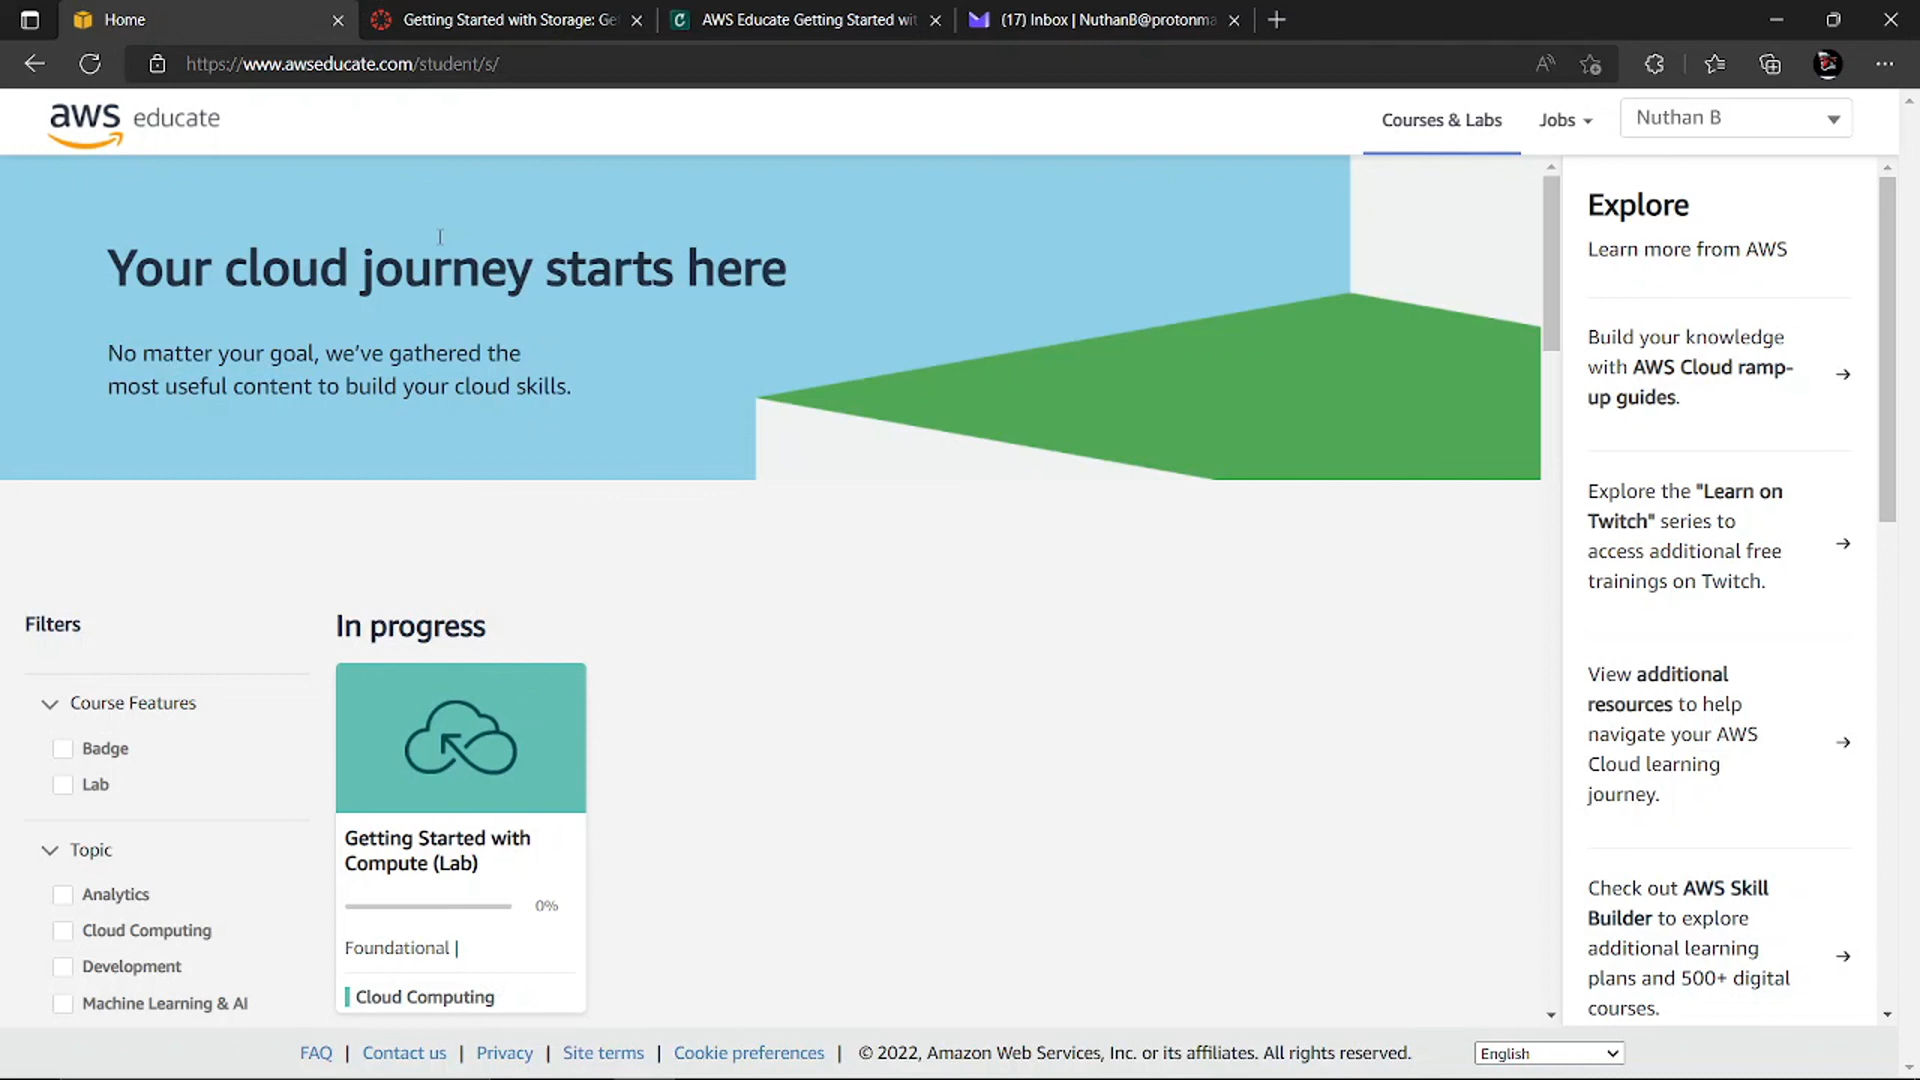 Home
Getting Started with Storage: Ge
AWS Educate Getting Started wit
(17) Inbox | NuthanB@protonma
https://www.awseducate.com/student/s/
aws educate
Courses & Labs
Jobs
Nuthan B
Your cloud journey starts here
No matter your goal, we've gathered the
most useful content to build your cloud skills.
Explore
Learn more from AWS
Build your knowledge
with AWS Cloud ramp-
up guides.
Explore the "Learn on
Twitch" series to
access additional free
trainings on Twitch.
View additional
resources to help
navigate your AWS
Cloud learning
journey.
Check out AWS Skill
Builder to explore
additional learning
plans and 500+ digital
courses.
Filters
Course Features
Badge
Lab
Topic
Analytics
Cloud Computing
Development
Machine Learning & AI
In progress
Getting Started with
Compute (Lab)
0%
Foundational |
Cloud Computing
FAQ | Contact us | Privacy | Site terms | Cookie preferences | © 2022, Amazon Web Services, Inc. or its affiliates. All rights reserved.
English